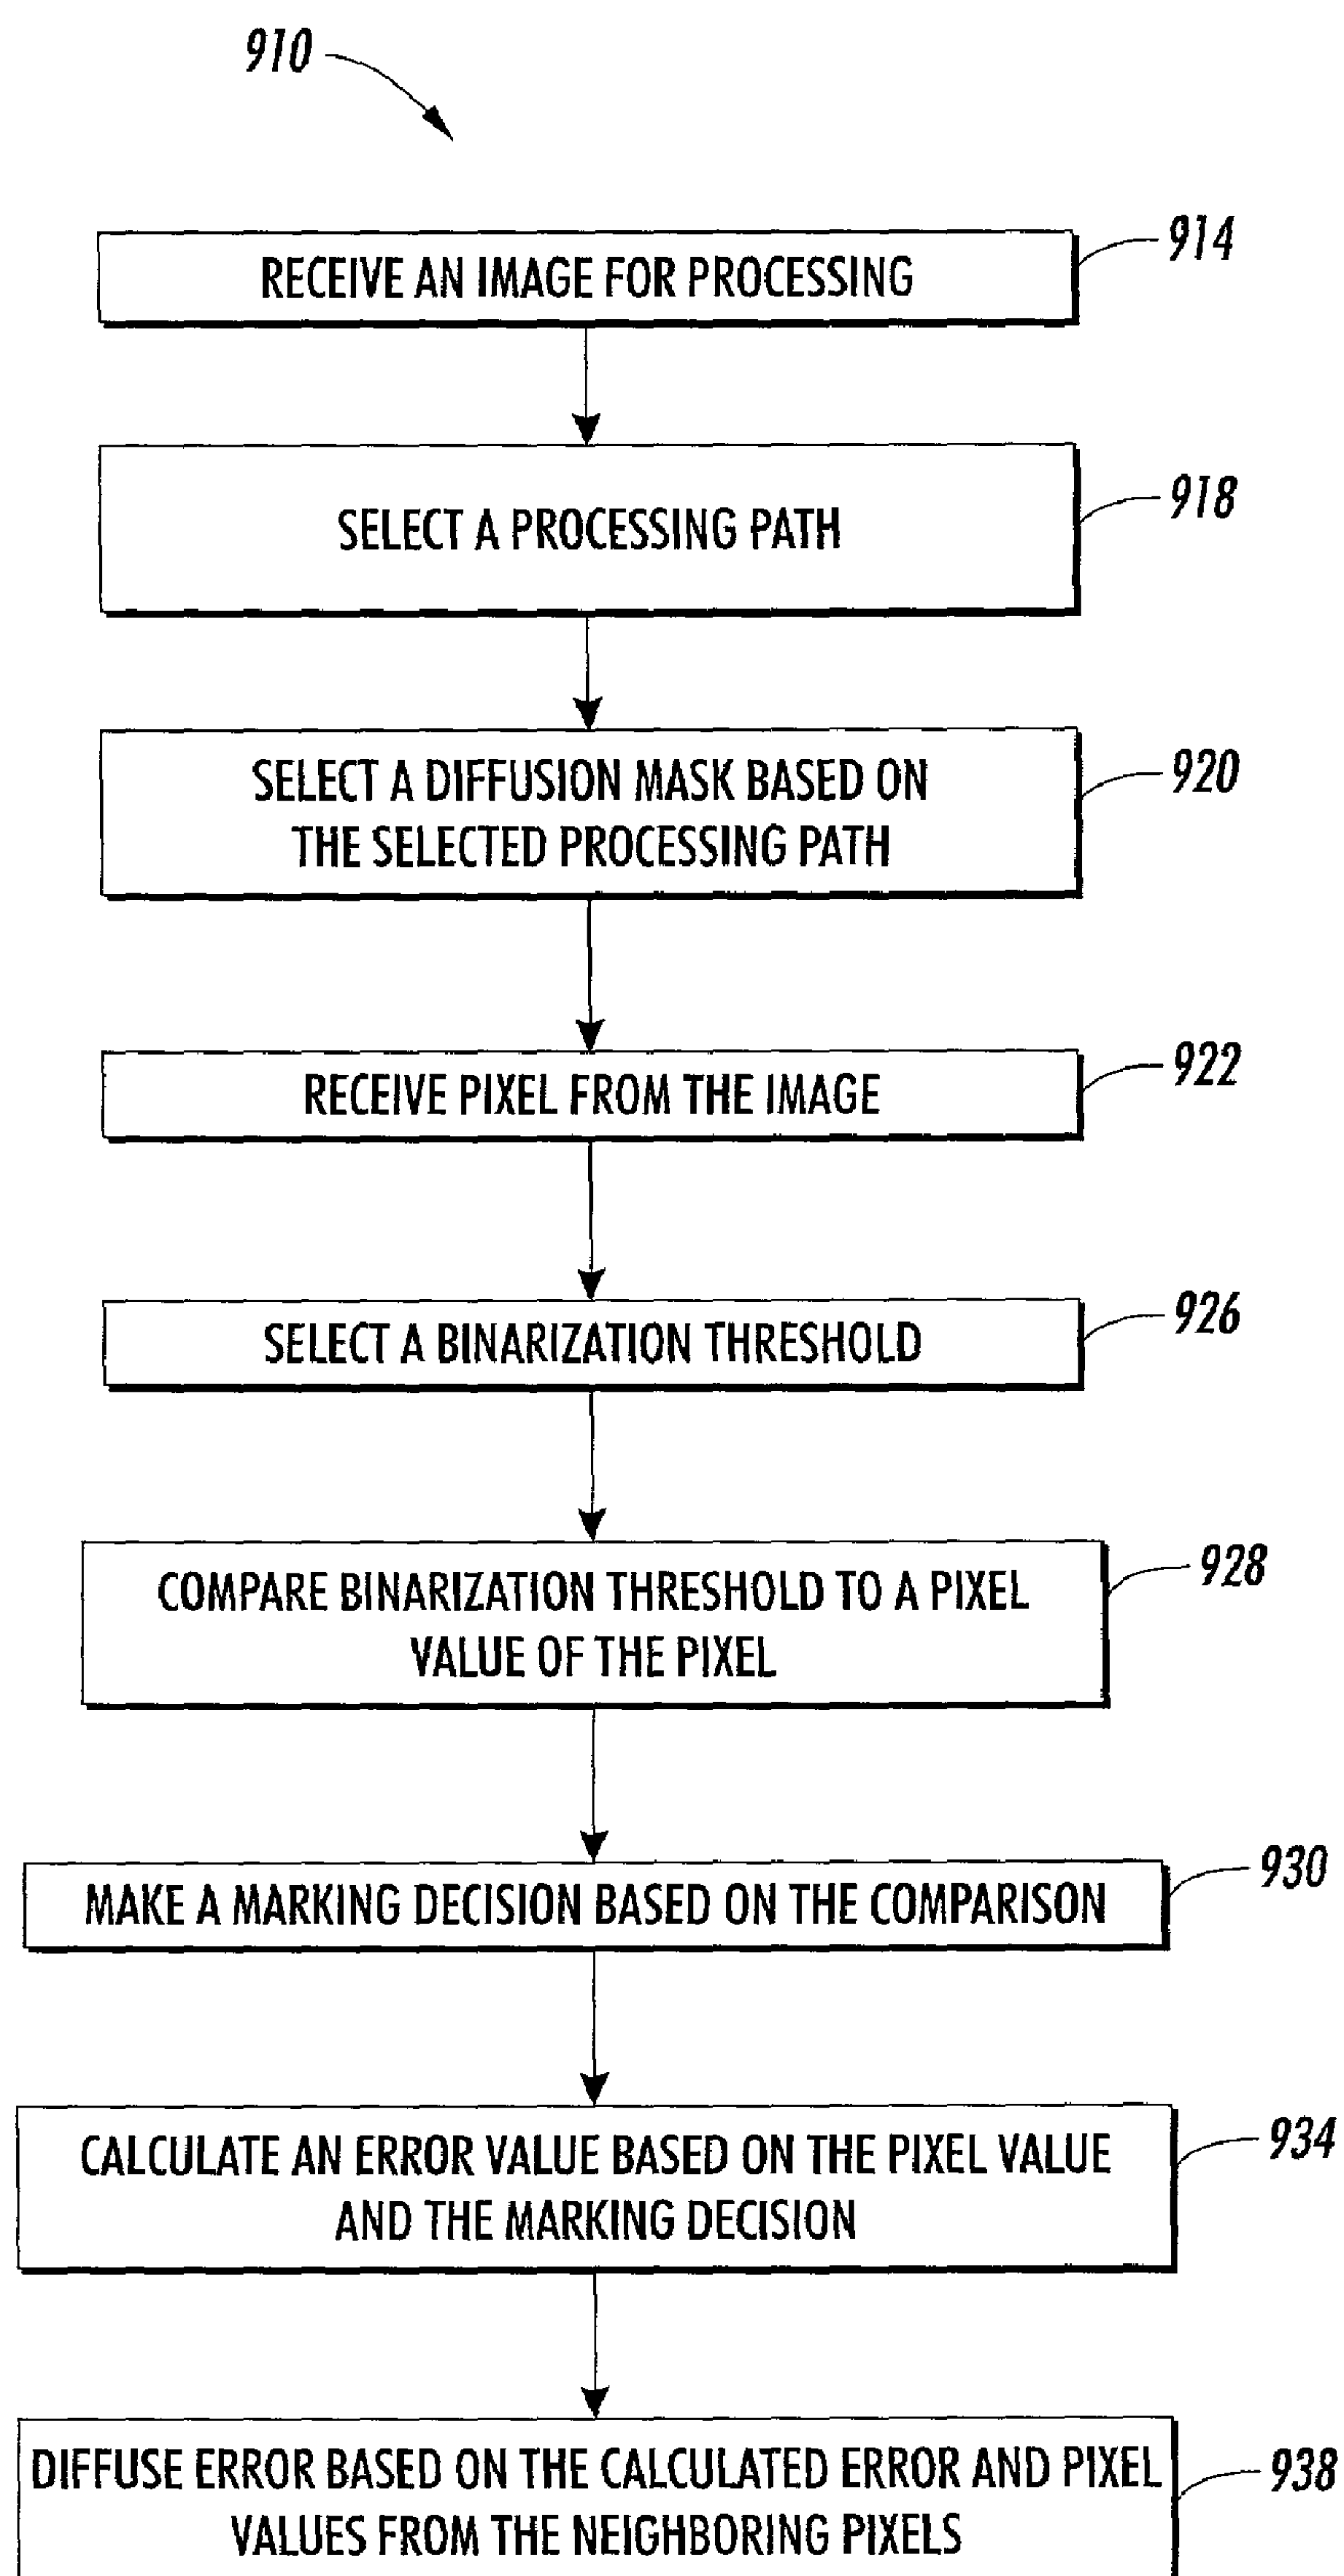 910
RECEIVE AN IMAGE FOR PROCESSING
914
SELECT A PROCESSING PATH
918
SELECT A DIFFUSION MASK BASED ON
THE SELECTED PROCESSING PATH
920
RECEIVE PIXEL FROM THE IMAGE
922
SELECT A BINARIZATION THRESHOLD
926
COMPARE BINARIZATION THRESHOLD TO A PIXEL
VALUE OF THE PIXEL
928
MAKE A MARKING DECISION BASED ON THE COMPARISON
930
CALCULATE AN ERROR VALUE BASED ON THE PIXEL VALUE
AND THE MARKING DECISION
934
DIFFUSE ERROR BASED ON THE CALCULATED ERROR AND PIXEL
VALUES FROM THE NEIGHBORING PIXELS
938